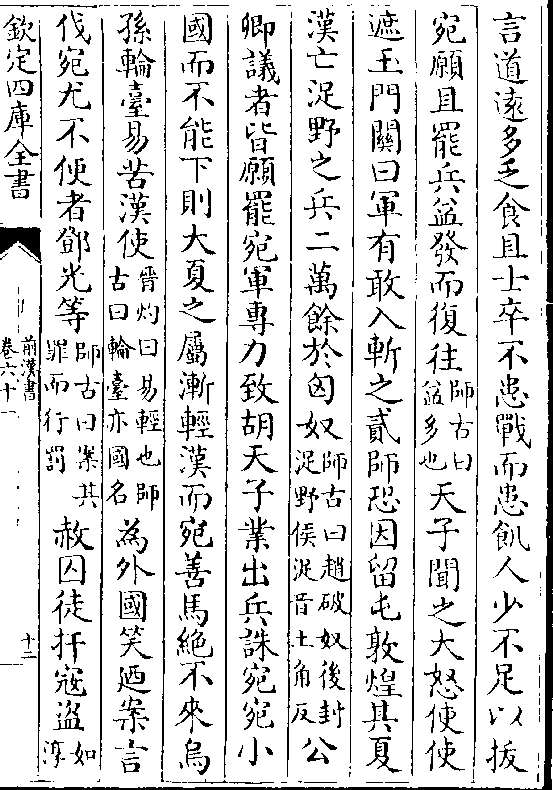 言道遠多乏食且士卒不患戰而患飢人少不足以拔
宛願且罷兵益發而復往師古曰益多也天子聞之大怒使使
遮玉門關曰軍有敢入斬之貳師恐因留屯敦煌其夏
漢亡浞野之兵二萬餘於匈奴師古曰趙破奴後封浞野侯浞音士角反公
卿議者皆願罷宛軍專力致胡天子業出兵誅宛宛小
國而不能下則大夏之屬漸輕漢而宛善馬絶不來烏
孫輪臺易苦漢使晉灼曰易輕也師古曰輪臺亦國名為外國笑廼案言
伐宛尤不便者鄧光等師古曰案其罪而行罰赦囚徒扞寇盜如淳
欽定四庫全書
前漢書
卷六十一
十二